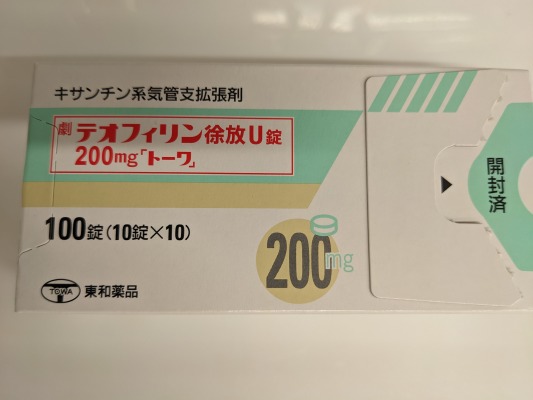 キサンチン系気管支拡張剤
劇 テオフィリン徐放U錠
200mg「トーワ」
100錠(10錠×10)
200mg
TOWA 東和薬品
開封済